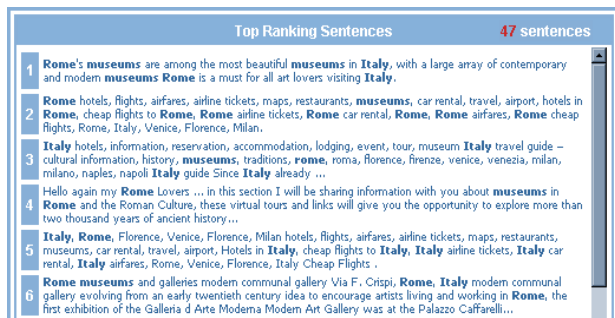 Top Ranking Sentences
47 sentences
1 Rome's museums are among the most beautiful museums in Italy, with a large array of contemporary
and modern museums Rome is a must for all art lovers visiting Italy.
2 Rome hotels, flights, airfares, airline tickets, maps, restaurants, museums, car rental, travel, airport, hotels in
Rome, cheap flights to Rome, Rome airline tickets, Rome car rental, Rome, Rome airfares, Rome cheap
flights, Rome, Italy, Venice, Florence, Milan.
3 Italy hotels, information, reservation, accommodation, lodging, event, tour, museum Italy travel guide –
cultural information, history, museums, traditions, rome, roma, florence, firenze, venice, venezia, milan,
milano, naples, napoli Italy guide Since Italy already ...
4 Hello again my Rome Lovers ... in this section I will be sharing information with you about museums in
Rome and the Roman Culture, these virtual tours and links will give you the opportunity to explore more than
two thousand years of ancient history...
5 Italy, Rome, Florence, Venice, Florence, Milan hotels, flights, airfares, airline tickets, maps, restaurants,
museums, car rental, travel, airport, Hotels in Italy, cheap flights to Italy, Italy airline tickets, Italy car
rental, Italy airfares, Rome, Venice, Florence, Italy Cheap Flights .
6 Rome museums and galleries modern communal gallery Via F. Crispi, Rome, Italy modern communal
gallery evolving from an early twentieth century idea to encourage artists living and working in Rome, the
first exhibition of the Galleria d Arte Moderna Modern Art Gallery was at the Palazzo Caffarelli...